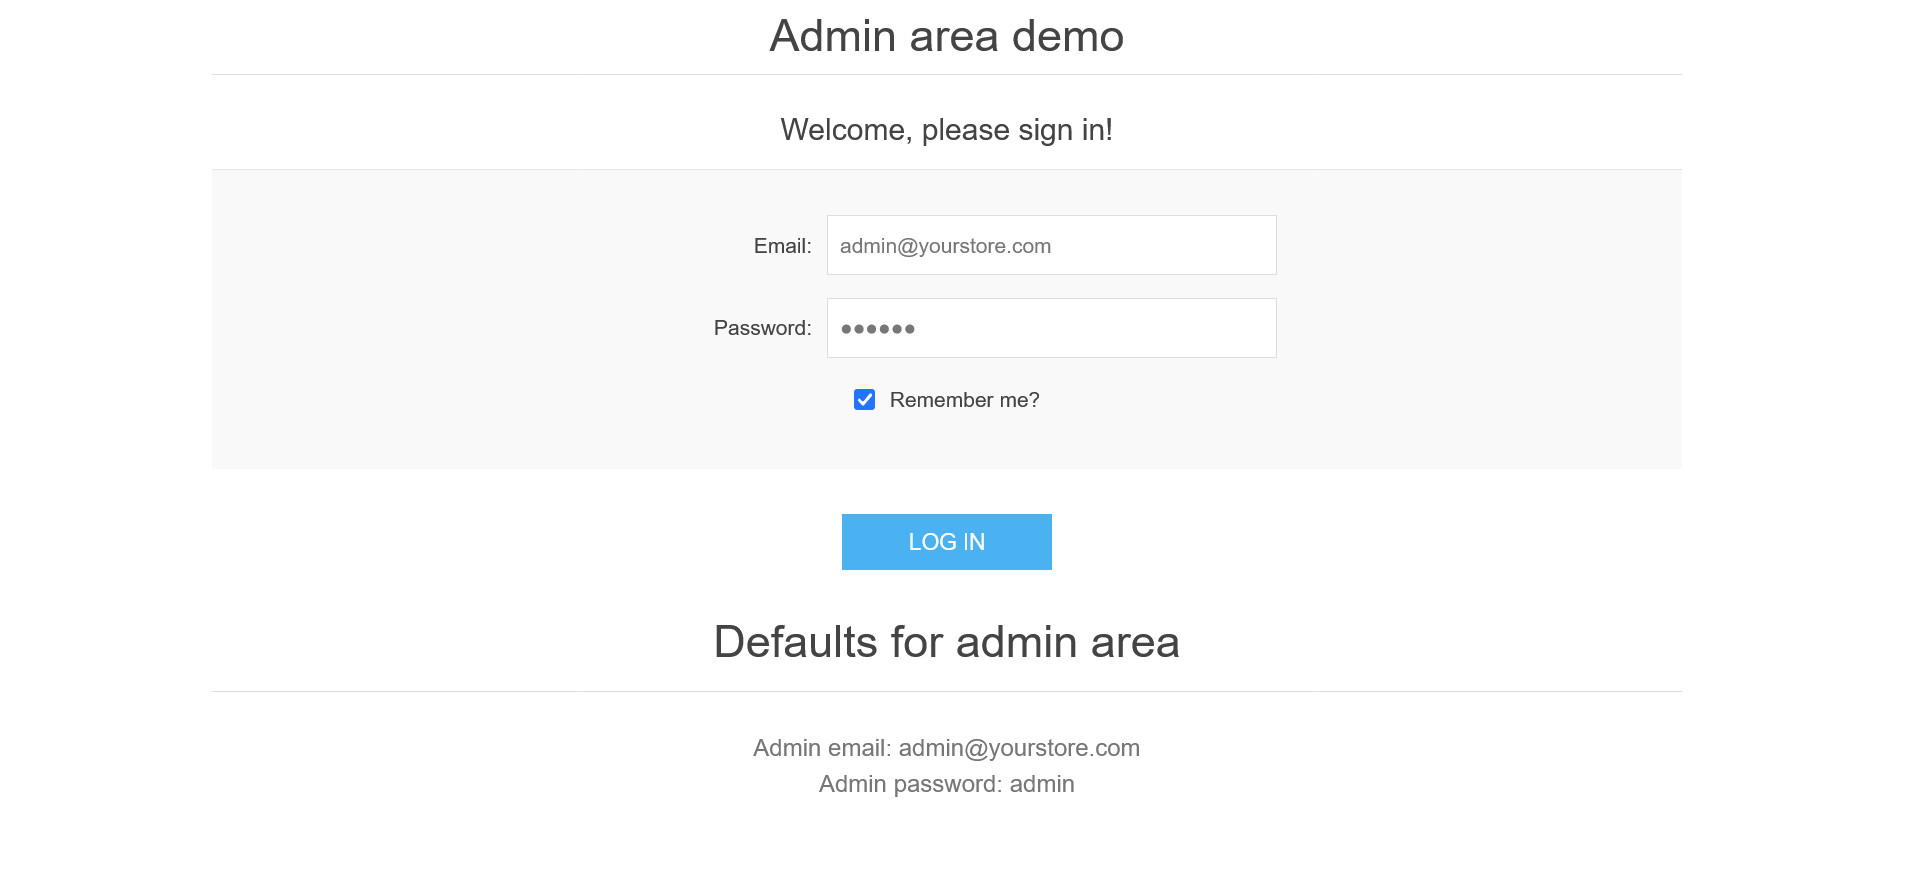 Admin area demo
Welcome, please sign in!
Email: admin@yourstore.com
Password: ••••••
Remember me?
LOG IN
Defaults for admin area
Admin email: admin@yourstore.com
Admin password: admin